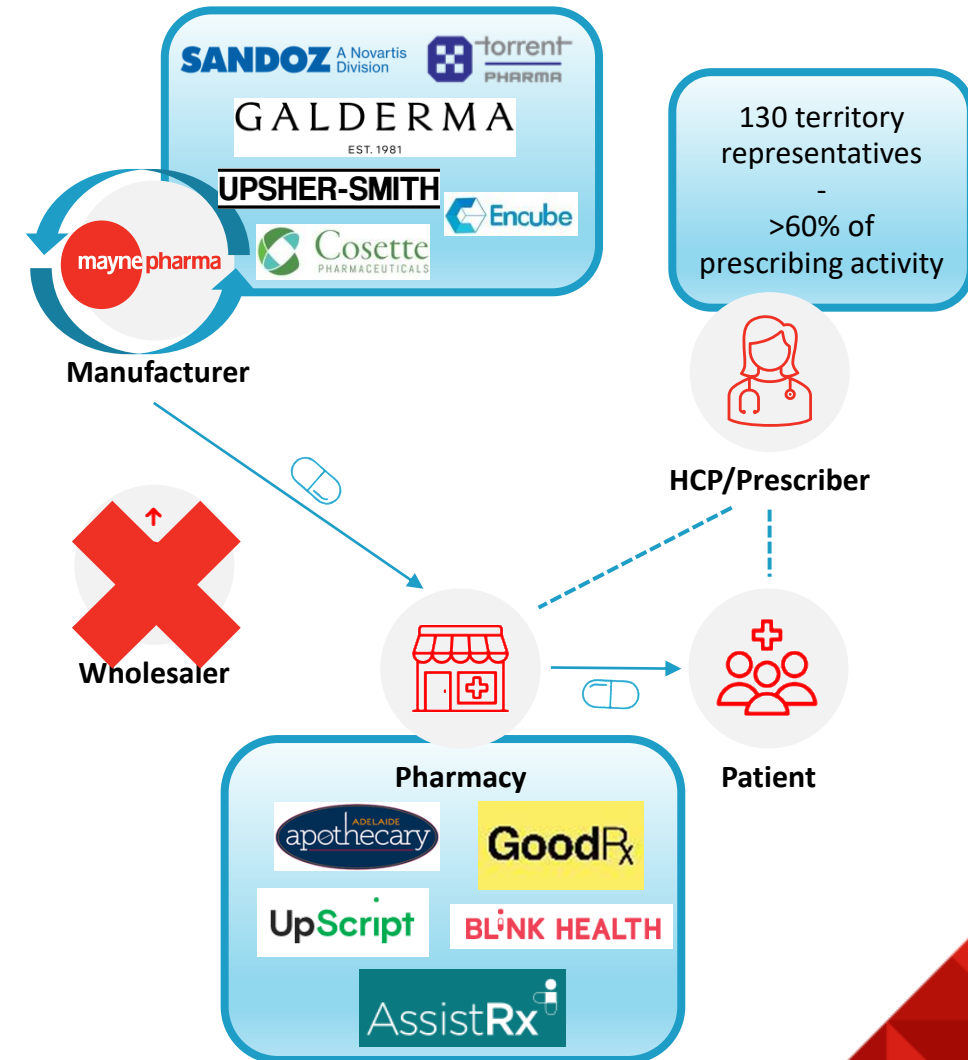 SANDOZ A Novartis Division
torrent PHARMA
GALDERMA
EST. 1981
UPSHER-SMITH
Encube
Cosette
PHARMACEUTICALS
mayne pharma
Manufacturer
130 territory
representatives
-
>60% of
prescribing activity
HCP/Prescriber
Wholesaler
Pharmacy
Patient
ADELAIDE
apothecary
GoodRx
UpScript
BLINK HEALTH
AssistRx